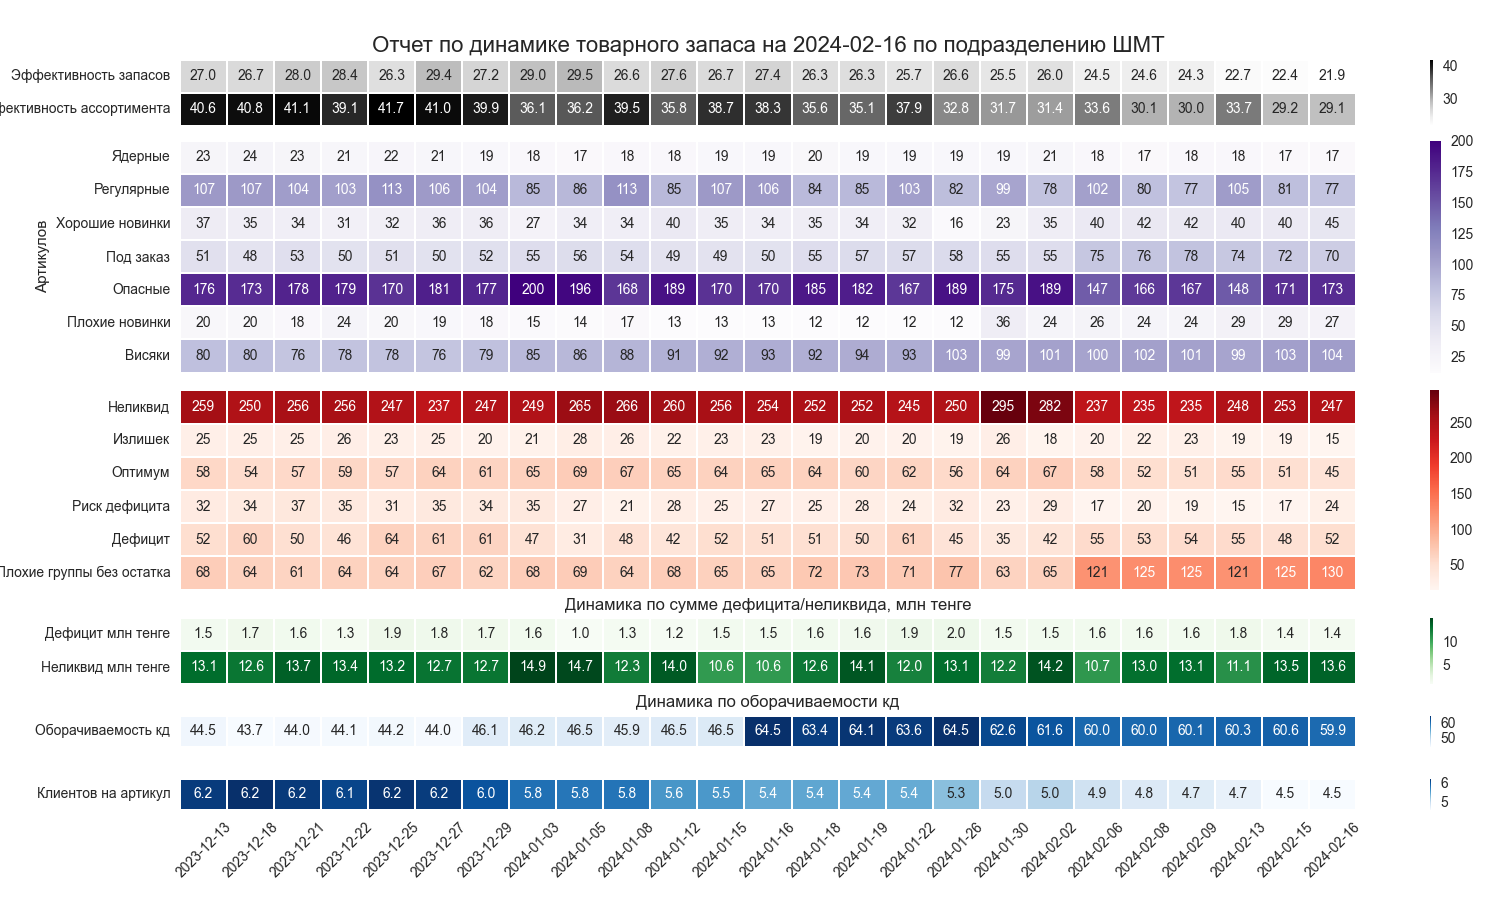 Отчет по динамике товарного запаса на 2024-02-16 по подразделению ШМТ
Эффективность запасов 27.0 26.7 28.0 28.4 26.3 29.4 27.2 29.0 29.5 26.6 27.6 26.7 27.4 26.3 26.3 25.7 26.6 25.5 26.0 24.5 24.6 24.3 22.7 22.4 21.9
фективность ассортимента 40.6 40.8 41.1 39.1 41.7 41.0 39.9 36.1 36.2 39.5 35.8 38.7 38.3 35.6 35.1 37.9 32.8 31.7 31.4 33.6 30.1 30.0 33.7 29.2 29.1
40
30
Артикулов
Ядерные 23 24 23 21 22 21 19 18 17 18 18 19 19 20 19 19 19 19 21 18 17 18 18 17 17
Регулярные 107 107 104 103 113 106 104 85 86 113 85 107 106 84 85 103 82 99 78 102 80 77 105 81 77
Хорошие новинки 37 35 34 31 32 36 36 27 34 34 40 35 34 35 34 32 16 23 35 40 42 42 40 40 45
Под заказ 51 48 53 50 51 50 52 55 56 54 49 49 50 55 57 57 58 55 55 75 76 78 74 72 70
Опасные 176 173 178 179 170 181 177 200 196 168 189 170 170 185 182 167 189 175 189 147 166 167 148 171 173
Плохие новинки 20 20 18 24 20 19 18 15 14 17 13 13 13 12 12 12 12 36 24 26 24 24 29 29 27
Висяки 80 80 76 78 78 76 79 85 86 88 91 92 93 92 94 93 103 99 101 100 102 101 99 103 104
200
175
150
125
100
75
50
25
Неликвид 259 250 256 256 247 237 247 249 265 266 260 256 254 252 252 245 250 295 282 237 235 235 248 253 247
Излишек 25 25 25 26 23 25 20 21 28 26 22 23 23 19 20 20 19 26 18 20 22 23 19 19 15
Оптимум 58 54 57 59 57 64 61 65 69 67 65 64 65 64 60 62 56 64 67 58 52 51 55 51 45
Риск дефицита 32 34 37 35 31 35 34 35 27 21 28 25 27 25 28 24 32 23 29 17 20 19 15 17 24
Дефицит 52 60 50 46 64 61 61 47 31 48 42 52 51 51 50 61 45 35 42 55 53 54 55 48 52
Плохие группы без остатка 68 64 61 64 64 67 62 68 69 64 68 65 65 72 73 71 77 63 65 121 125 125 121 125 130
250
200
150
100
50
Динамика по сумме дефицита/неликвида, млн тенге
Дефицит млн тенге 1.5 1.7 1.6 1.3 1.9 1.8 1.7 1.6 1.0 1.3 1.2 1.5 1.5 1.6 1.6 1.9 2.0 1.5 1.5 1.6 1.6 1.6 1.8 1.4 1.4
Неликвид млн тенге 13.1 12.6 13.7 13.4 13.2 12.7 12.7 14.9 14.7 12.3 14.0 10.6 10.6 12.6 14.1 12.0 13.1 12.2 14.2 10.7 13.0 13.1 11.1 13.5 13.6
10
5
Динамика по оборачиваемости кд
Оборачиваемость кд 44.5 43.7 44.0 44.1 44.2 44.0 46.1 46.2 46.5 45.9 46.5 46.5 64.5 63.4 64.1 63.6 64.5 62.6 61.6 60.0 60.0 60.1 60.3 60.6 59.9
60
50
Клиентов на артикул 6.2 6.2 6.2 6.1 6.2 6.2 6.0 5.8 5.8 5.8 5.6 5.5 5.4 5.4 5.4 5.4 5.3 5.0 5.0 4.9 4.8 4.7 4.7 4.5 4.5
6
5
2023-12-13 2023-12-18 2023-12-21 2023-12-22 2023-12-25 2023-12-27 2023-12-29 2024-01-03 2024-01-05 2024-01-08 2024-01-12 2024-01-15 2024-01-16 2024-01-18 2024-01-19 2024-01-22 2024-01-26 2024-01-30 2024-02-02 2024-02-06 2024-02-08 2024-02-09 2024-02-13 2024-02-15 2024-02-16